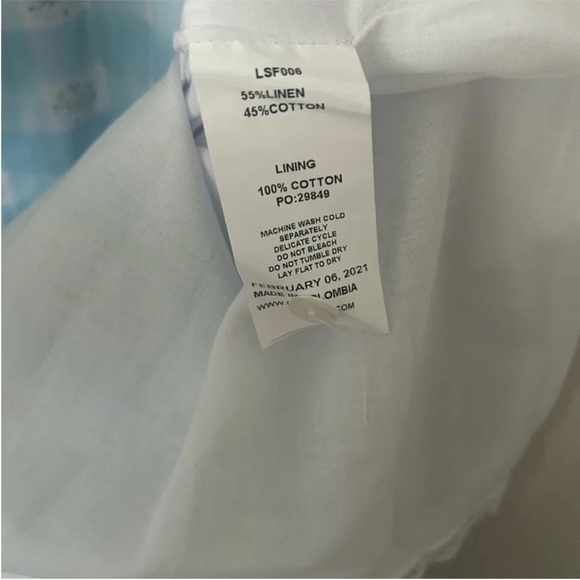 LSF006
55%LINEN
45%COTTON
LINING
100% COTTON
PO:29849
MACHINE WASH COLD
SEPARATELY
DELICATE CYCLE
DO NOT BLEACH
DO NOT TUMBLE DRY
LAY FLAT TO DRY
FEBRUARY 06, 2021
MADE IN